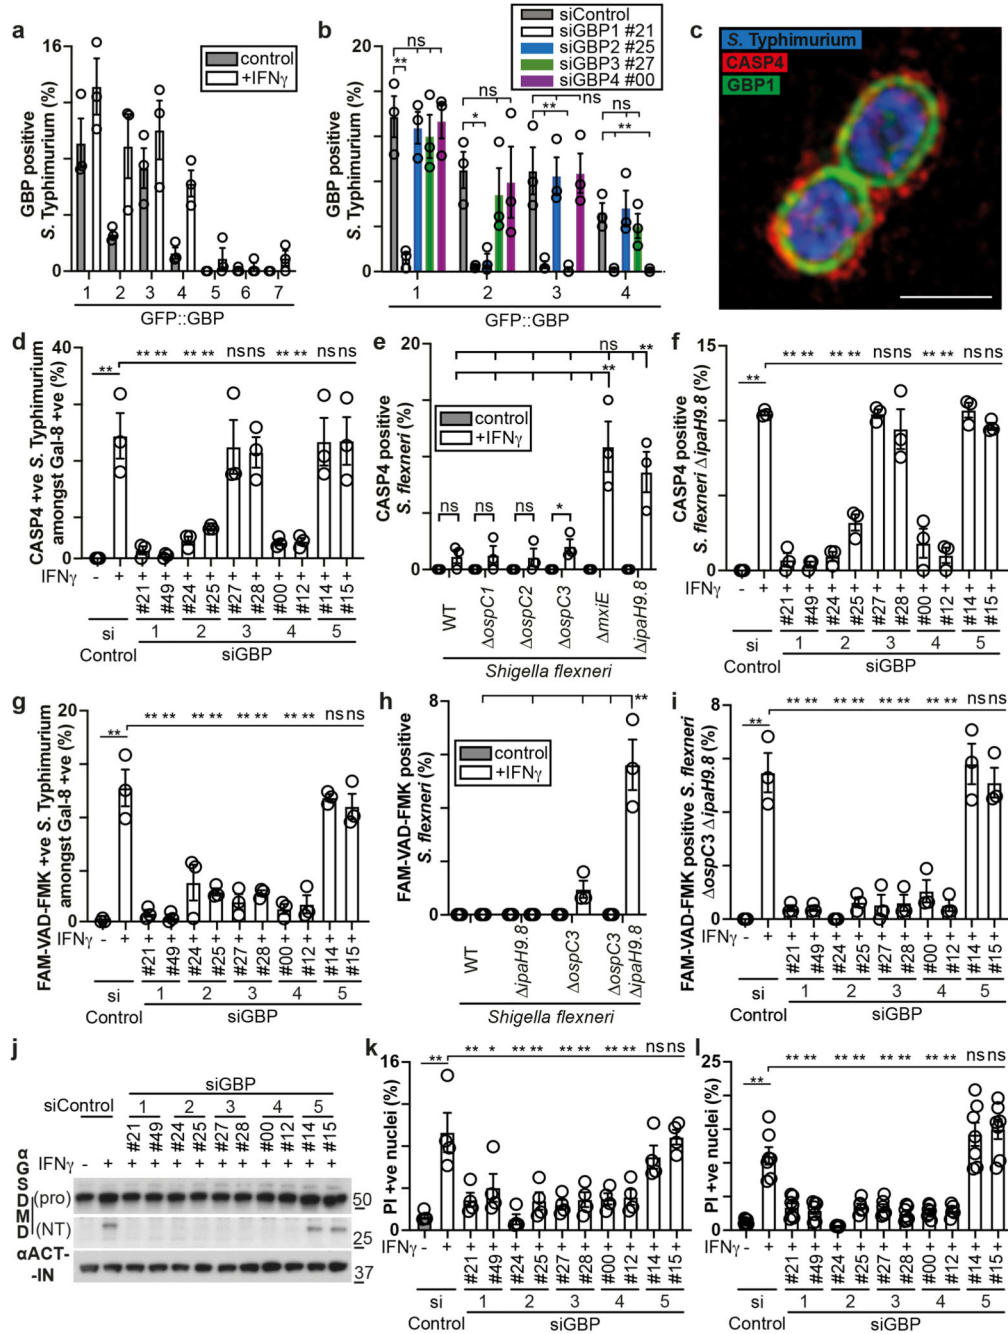 a
GBP positive
S. Typhimurium (%)
16
0
control
+IFNγ
1 2 3 4 5 6 7
GFP::GBP
b
GBP positive
S. Typhimurium (%)
16
0
siControl
siGBP1 #21
siGBP2 #25
siGBP3 #27
siGBP4 #00
ns
**
ns
*
ns
**
ns
**
1 2 3 4
GFP::GBP
c
S. Typhimurium
CASP4
GBP1
d
CASP4 +ve S. Typhimurium
amongst Gal-8 +ve (%)
40
0
** ** ** ** ** ns ns ** ** ns ns
IFNγ - + + + + + + + + + + +
#21 #49 #24 #25 #27 #28 #00 #12 #14 #15
si 1 2 3 4 5
Control siGBP
e
CASP4 positive
S. flexneri (%)
20
0
control
+IFNγ
ns **
**
ns ns ns *
WT ΔospC1 ΔospC2 ΔospC3 ΔmxiE ΔipaH9.8
Shigella flexneri
f
CASP4 positive
S. flexneri ΔipaH9.8 (%)
15
0
** ** ** ** ** ns ns ** ** ns ns
IFNγ - + + + + + + + + + + +
#21 #49 #24 #25 #27 #28 #00 #12 #14 #15
si 1 2 3 4 5
Control siGBP
g
FAM-VAD-FMK +ve S. Typhimurium
amongst Gal-8 +ve (%)
20
0
** ** ** ** ** ** ** ** ** ns ns
IFNγ - + + + + + + + + + + +
#21 #49 #24 #25 #27 #28 #00 #12 #14 #15
si 1 2 3 4 5
Control siGBP
h
FAM-VAD-FMK positive
S. flexneri (%)
8
0
**
control
+IFNγ
WT ΔipaH9.8 ΔospC3 ΔospC3 ΔipaH9.8
Shigella flexneri
i
FAM-VAD-FMK positive S. flexneri
ΔospC3 ΔipaH9.8 (%)
8
0
** ** ** ** ** ** ** ** ** ns ns
IFNγ - + + + + + + + + + + +
#21 #49 #24 #25 #27 #28 #00 #12 #14 #15
si 1 2 3 4 5
Control siGBP
j
siGBP
siControl 1 2 3 4 5
#21 #49 #24 #25 #27 #28 #00 #12 #14 #15
IFNγ - + + + + + + + + + + +
αGSDMD
(pro) 50
(NT) 25
αACT-
-IN 37
k
PI +ve nuclei (%)
16
0
** ** * ** ** ** ** ** ** ns ns
IFNγ - + + + + + + + + + + +
#21 #49 #24 #25 #27 #28 #00 #12 #14 #15
si 1 2 3 4 5
Control siGBP
l
PI +ve nuclei (%)
25
0
** ** ** ** ** ** ** ** ** ns ns
IFNγ - + + + + + + + + + + +
#21 #49 #24 #25 #27 #28 #00 #12 #14 #15
si 1 2 3 4 5
Control siGBP